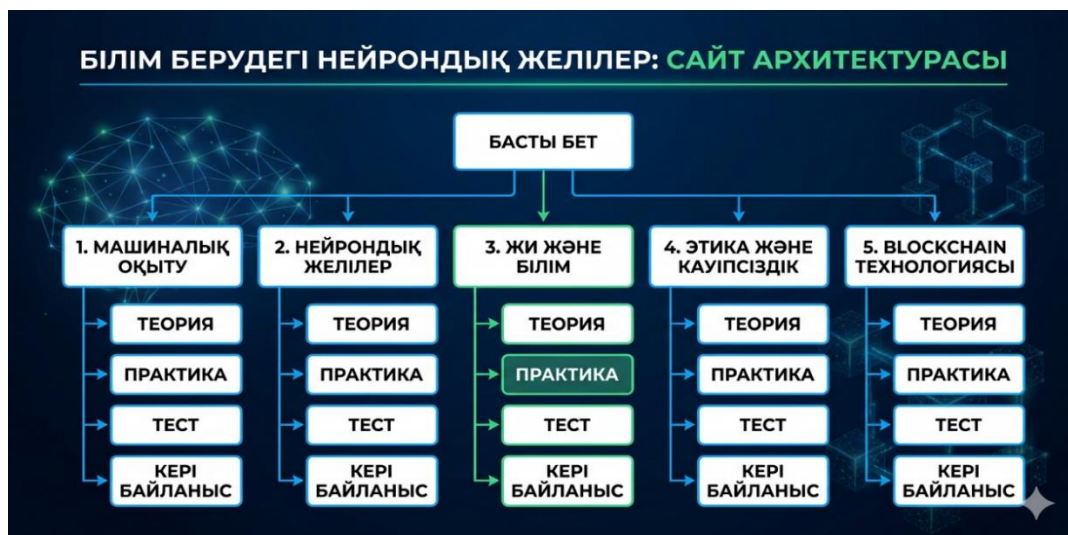 БІЛІМ БЕРУДЕГІ НЕЙРОНДЫҚ ЖЕЛІЛЕР: САЙТ АРХИТЕКТУРАСЫ
БАСТЫ БЕТ
1. МАШИНАЛЫҚ
ОҚЫТУ
ТЕОРИЯ
ПРАКТИКА
ТЕСТ
КЕРІ
БАЙЛАНЫС
2. НЕЙРОНДЫҚ
ЖЕЛІЛЕР
ТЕОРИЯ
ПРАКТИКА
ТЕСТ
КЕРІ
БАЙЛАНЫС
3. ЖИ ЖӘНЕ
БІЛІМ
ТЕОРИЯ
ПРАКТИКА
ТЕСТ
КЕРІ
БАЙЛАНЫС
4. ЭТИКА ЖӘНЕ
КАУІПСІЗДІК
ТЕОРИЯ
ПРАКТИКА
ТЕСТ
КЕРІ
БАЙЛАНЫС
5. BLOCKCHAIN
ТЕХНОЛОГИЯСЫ
ТЕОРИЯ
ПРАКТИКА
ТЕСТ
КЕРІ
БАЙЛАНЫС